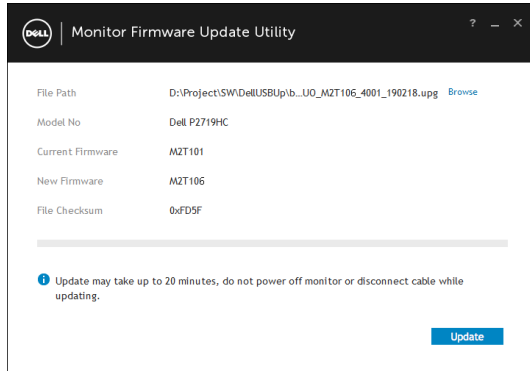 DELL Monitor Firmware Update Utility ? _ ×
File Path D:\Project\SW\DellUSBUp\b...UO_M2T106_4001_190218.upg Browse
Model No Dell P2719HC
Current Firmware M2T101
New Firmware M2T106
File Checksum 0xFD5F
Update may take up to 20 minutes, do not power off monitor or disconnect cable while
updating.
Update